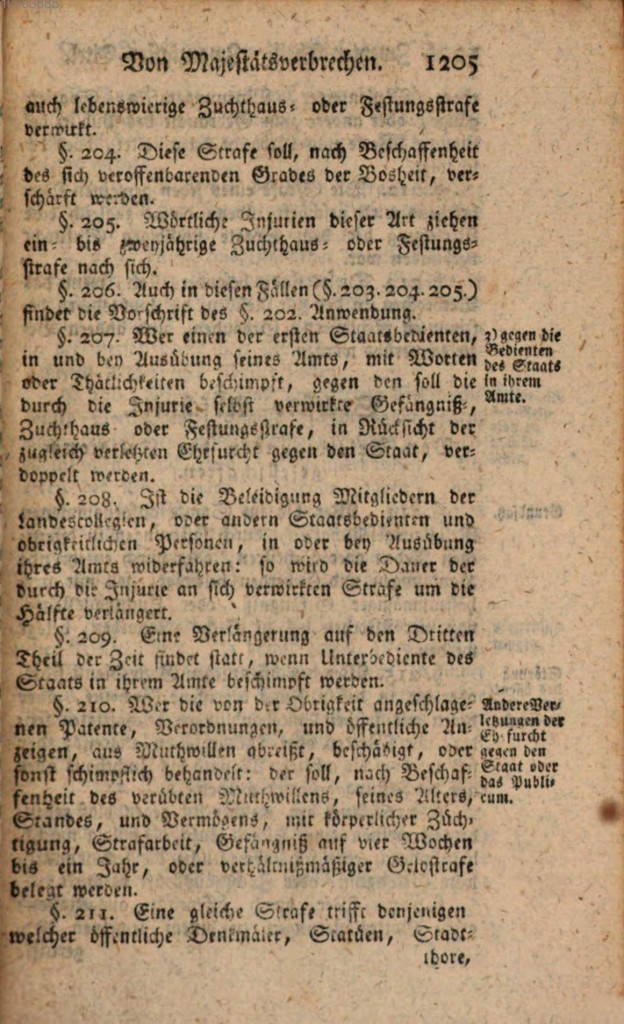 Von Majestätsverbrechen. 1205
auch lebenswierige Zuchthaus- oder Festungsstrafe
verwirkt.
§. 204. Diese Strafe soll, nach Beschaffenheit
des sich veroffenbarenden Grades der Bosheit, ver-
schärft werden.
§. 205. Wörtliche Injurien dieser Art ziehen
ein- bis zweyjährige Zuchthaus- oder Festungs-
strafe nach sich.
§. 206. Auch in diesen Fällen (§. 203. 204. 205.)
findet die Vorschrift des §. 202. Anwendung.
§. 207. Wer einen der ersten Staatsbedienten,
in und bey Ausübung seines Amts, mit Worten
oder Thätlichkeiten beschimpft, gegen den soll die
durch die Injurie selbst verwirkte Gefängniß-,
Zuchthaus oder Festungsstrafe, in Rücksicht der
zugleich verletzten Ehrfurcht gegen den Staat, ver-
doppelt werden.
3) gegen die
Bedienten
des Staats
in ihrem
Amte.
§. 208. Ist die Beleidigung Mitgliedern der
Landescollegien, oder andern Staatsbedienten und
obrigkeitlichen Personen, in oder bey Ausübung
ihres Amts widerfahren: so wird die Dauer der
durch die Injurie an sich verwirkten Strafe um die
Hälfte verlängert.
§. 209. Eine Verlängerung auf den Dritten
Theil der Zeit findet statt, wenn Unterbediente des
Staats in ihrem Amte beschimpft werden.
§. 210. Wer die von der Obrigkeit angeschlage-
nen Patente, Verordnungen, und öffentliche An-
zeigen, aus Muthwillen abreißt, beschädigt, oder
sonst schimpflich behandelt: der soll, nach Beschaf-
fenheit des verübten Muthwillens, seines Alters,
Standes, und Vermögens, mit körperlicher Züch-
tigung, Strafarbeit, Gefängniß auf vier Wochen
bis ein Jahr, oder verhältnißmäßiger Geldstrafe
belegt werden.
Andere Ver-
letzungen der
Ehrfurcht
gegen den
Staat oder
das Publi-
cum.
§. 211. Eine gleiche Strafe trifft denjenigen
welcher öffentliche Denkmäler, Statüen, Stadt-
thore,